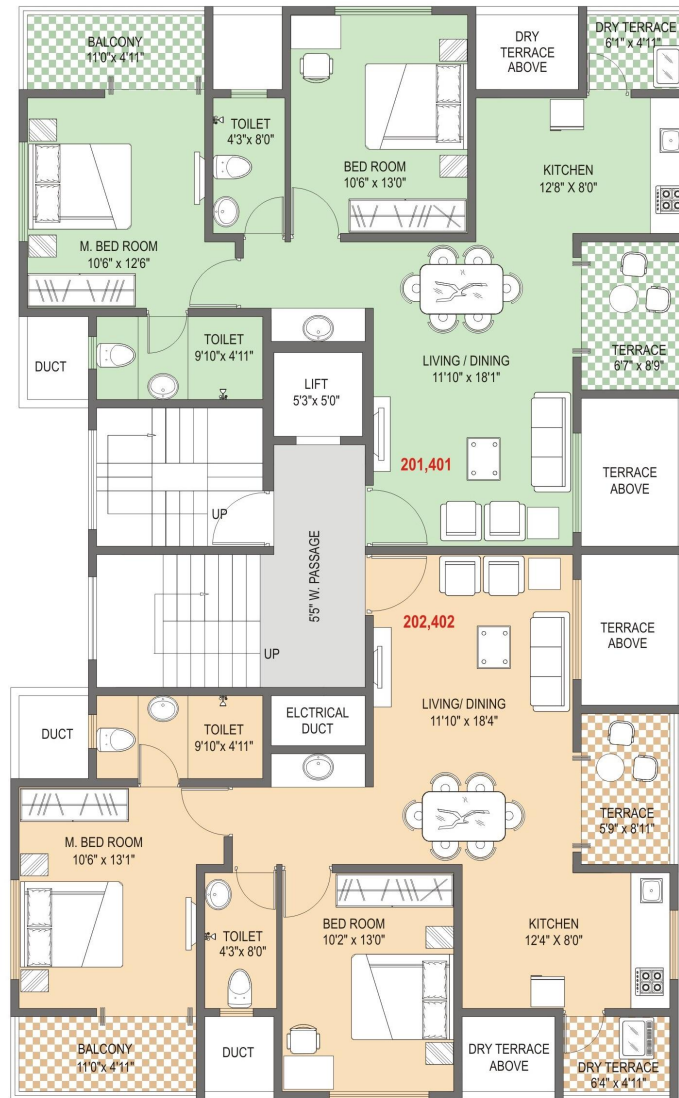 BALCONY
11'0"x 4'11"
DRY
TERRACE
ABOVE
DRY TERRACE
6'1" x 4'11"
TOILET
4'3"x 8'0"
BED ROOM
10'6" x 13'0"
KITCHEN
12'8" X 8'0"
M. BED ROOM
10'6" x 12'6"
DUCT
TOILET
9'10"x 4'11"
LIFT
5'3"x 5'0"
LIVING / DINING
11'10" x 18'1"
TERRACE
6'7" x 8'9"
201,401
TERRACE
ABOVE
UP
5'5" W. PASSAGE
202,402
TERRACE
ABOVE
UP
DUCT
TOILET
9'10"x 4'11"
ELCTRICAL
DUCT
LIVING/ DINING
11'10" x 18'4"
TERRACE
5'9" x 8'11"
M. BED ROOM
10'6" x 13'1"
TOILET
4'3"x 8'0"
BED ROOM
10'2" x 13'0"
KITCHEN
12'4" X 8'0"
BALCONY
11'0"x 4'11"
DUCT
DRY TERRACE
ABOVE
DRY TERRACE
6'4" x 4'11"